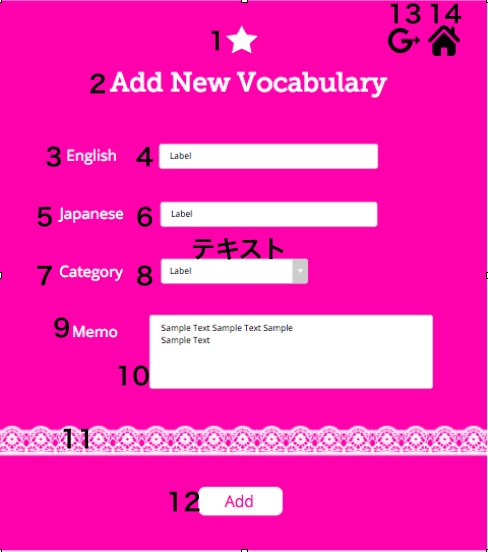 13 14
1 G+
2 Add New Vocabulary
3 English 4 Label
5 Japanese 6 Label
テキスト
7 Category 8 Label
9 Memo Sample Text Sample Text Sample
Sample Text
10
11
12 Add